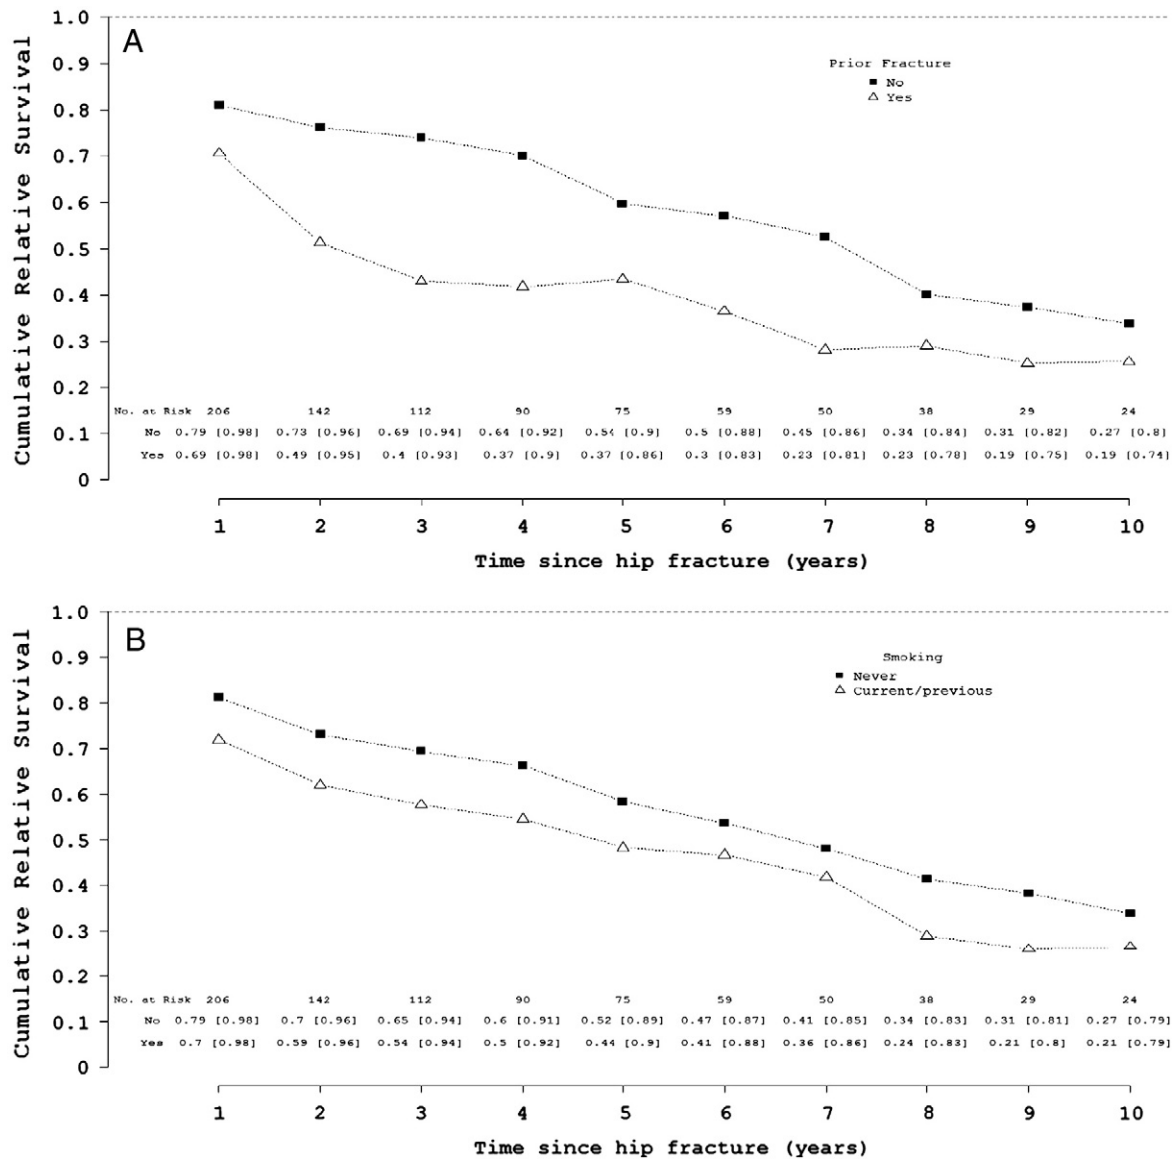 A
Prior Fracture
No
Yes
Cumulative Relative Survival
1.0
0.9
0.8
0.7
0.6
0.5
0.4
0.3
0.2
0.1
0
No. at Risk 206 142 112 90 75 59 50 38 29 24
No 0.79 [0.98] 0.73 [0.96] 0.69 [0.94] 0.64 [0.92] 0.54 [0.9] 0.5 [0.88] 0.45 [0.86] 0.34 [0.84] 0.31 [0.82] 0.27 [0.8]
Yes 0.69 [0.98] 0.49 [0.95] 0.4 [0.93] 0.37 [0.9] 0.37 [0.86] 0.3 [0.83] 0.23 [0.81] 0.23 [0.78] 0.19 [0.75] 0.19 [0.74]
1 2 3 4 5 6 7 8 9 10
Time since hip fracture (years)
B
Smoking
Never
Current/previous
Cumulative Relative Survival
1.0
0.9
0.8
0.7
0.6
0.5
0.4
0.3
0.2
0.1
0
No. at Risk 206 142 112 90 75 59 50 38 29 24
No 0.79 [0.98] 0.7 [0.96] 0.65 [0.94] 0.6 [0.91] 0.52 [0.89] 0.47 [0.87] 0.41 [0.85] 0.34 [0.83] 0.31 [0.81] 0.27 [0.79]
Yes 0.7 [0.98] 0.59 [0.96] 0.54 [0.94] 0.5 [0.92] 0.44 [0.9] 0.41 [0.88] 0.36 [0.86] 0.24 [0.83] 0.21 [0.8] 0.21 [0.79]
1 2 3 4 5 6 7 8 9 10
Time since hip fracture (years)